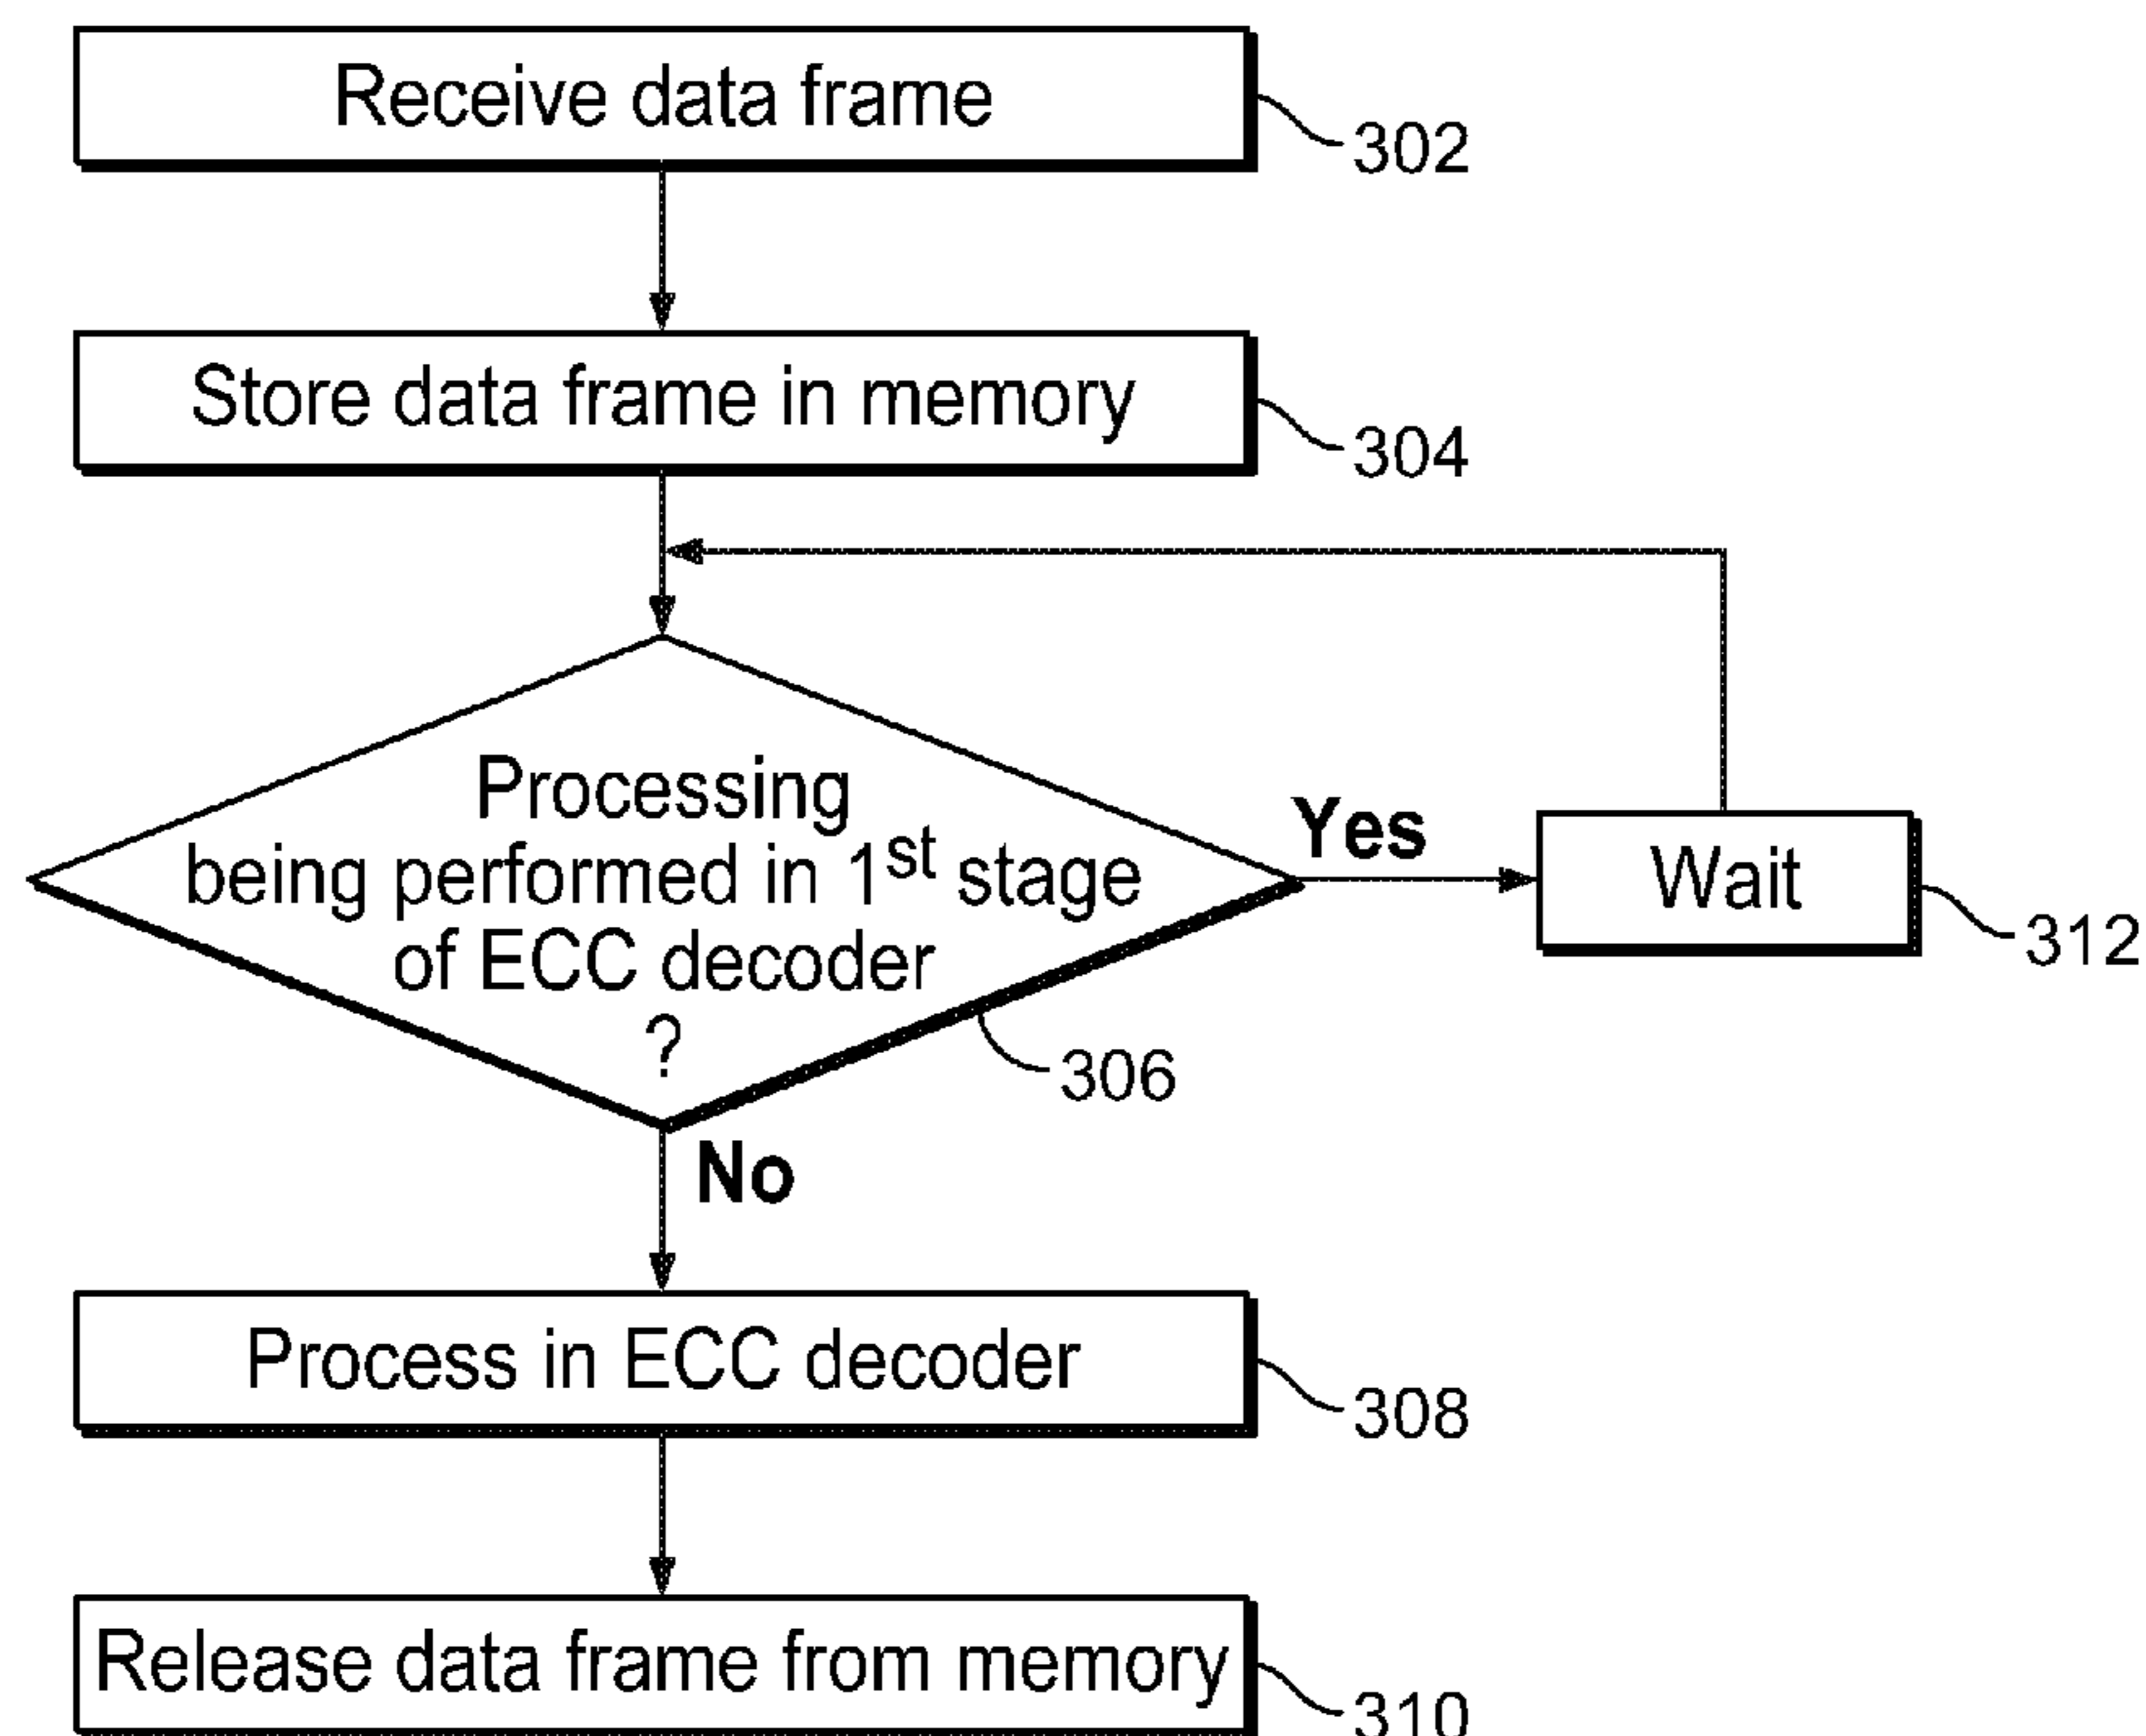 Receive data frame
302
Store data frame in memory
304
Processing
being performed in 1st stage
of ECC decoder
?
306
Yes
Wait
312
No
Process in ECC decoder
308
Release data frame from memory
310